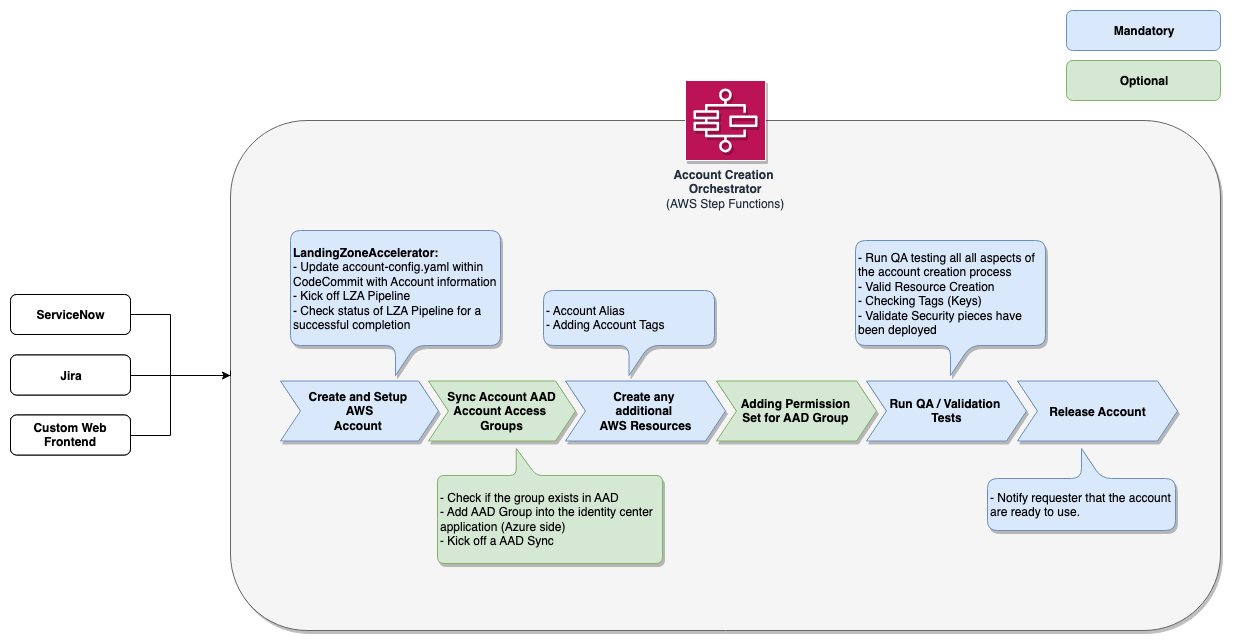 Mandatory
Optional
Account Creation
Orchestrator
(AWS Step Functions)
LandingZoneAccelerator:
- Update account-config.yaml within
CodeCommit with Account information
- Kick off LZA Pipeline
- Check status of LZA Pipeline for a
successful completion
- Account Alias
- Adding Account Tags
- Run QA testing all all aspects of
the account creation process
- Valid Resource Creation
- Checking Tags (Keys)
- Validate Security pieces have
been deployed
ServiceNow
Jira
Custom Web
Frontend
Create and Setup
AWS
Account
Sync Account AAD
Account Access
Groups
Create any
additional
AWS Resources
Adding Permission
Set for AAD Group
Run QA / Validation
Tests
Release Account
- Check if the group exists in AAD
- Add AAD Group into the identity center
application (Azure side)
- Kick off a AAD Sync
- Notify requester that the account
are ready to use.